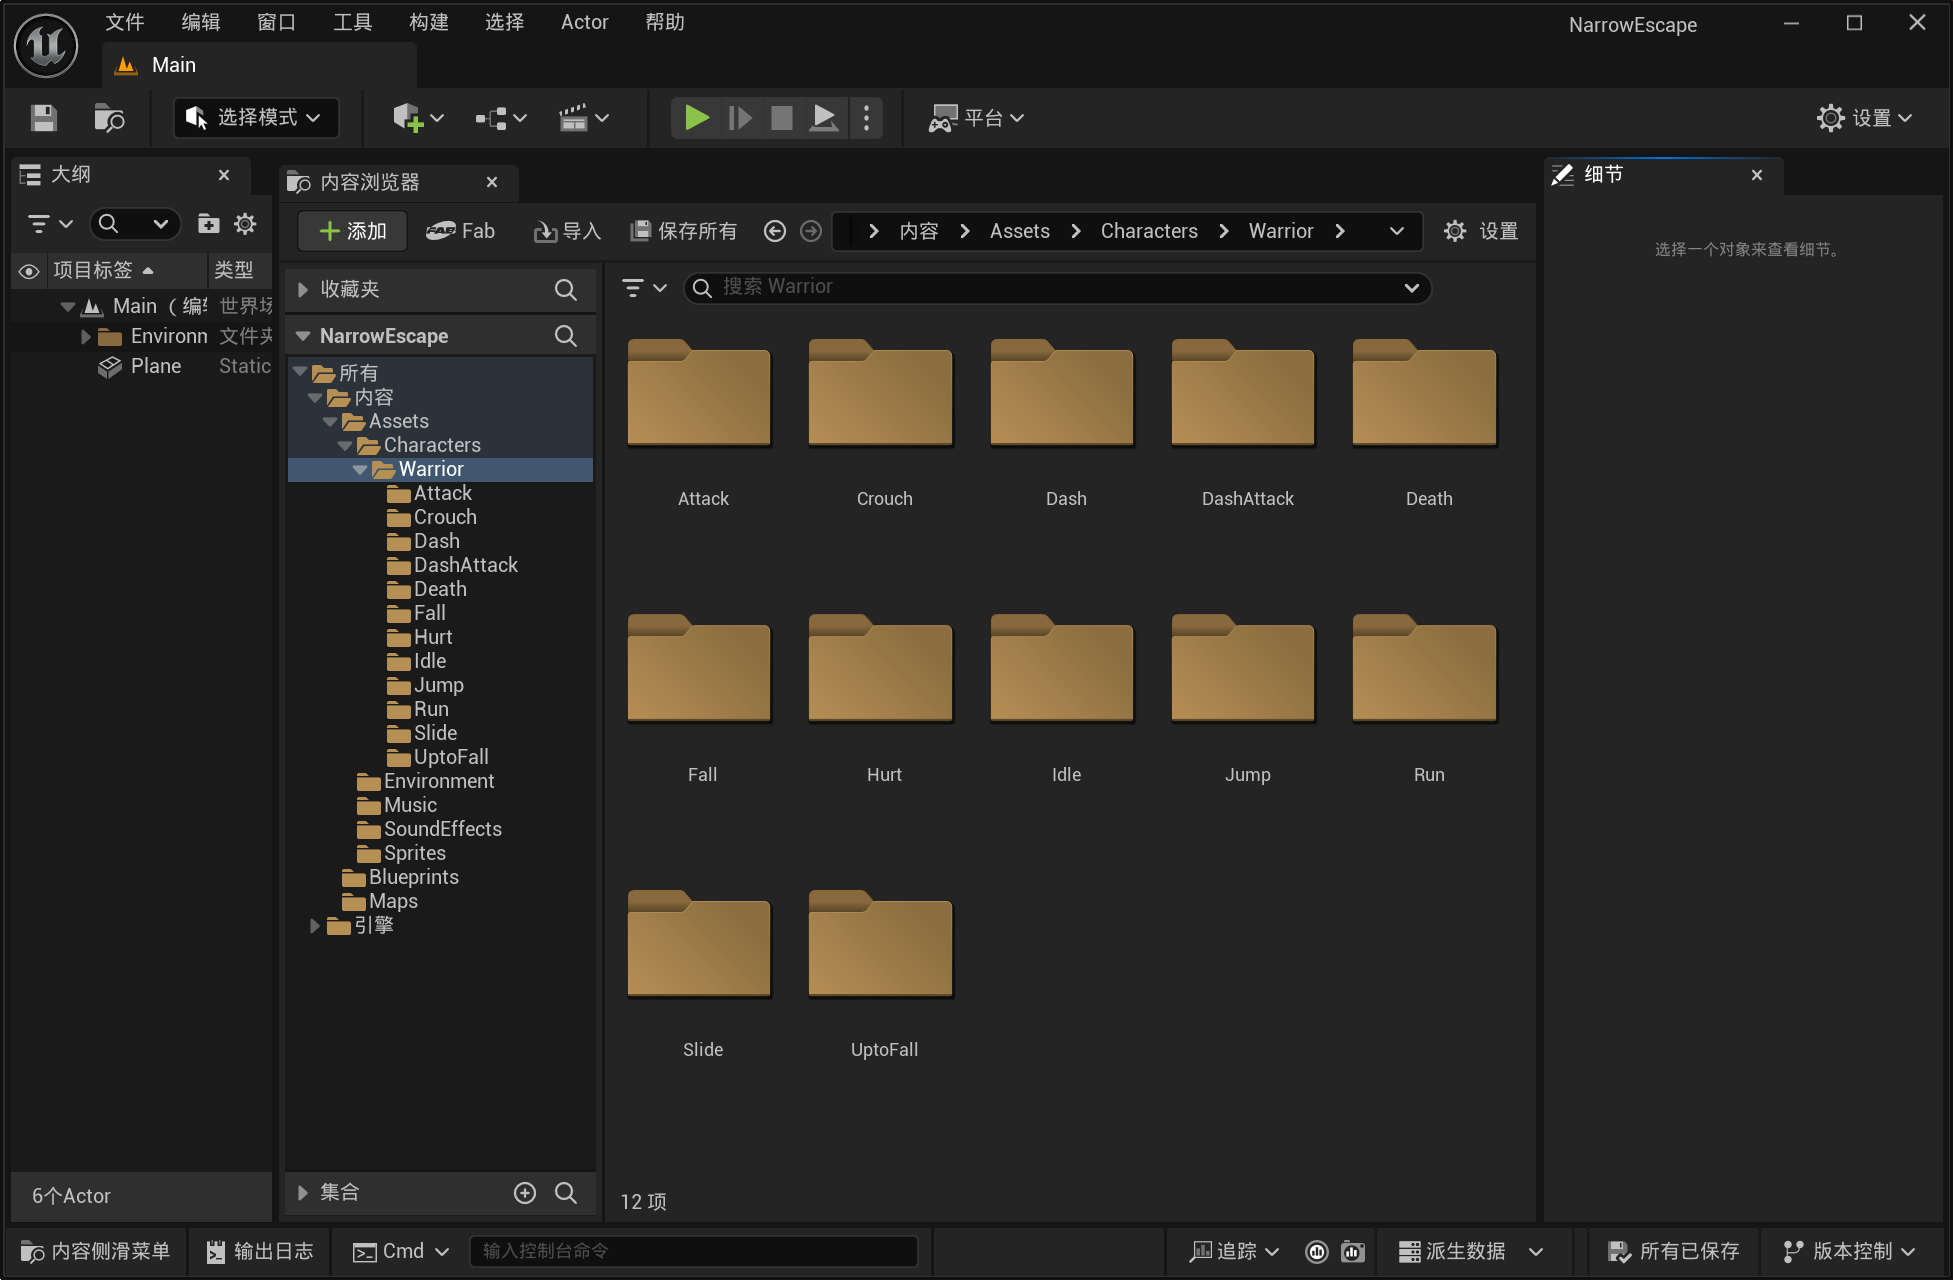 文件 编辑 窗口 工具 构建 选择 Actor 帮助 NarrowEscape
Main
选择模式 平台 设置
大纲 内容浏览器 细节
添加 Fab 导入 保存所有 内容 Assets Characters Warrior 设置
选择一个对象来查看细节。
项目标签 类型
收藏夹
搜索 Warrior
Main （编辑 世界场
NarrowEscape
Environm 文件夹
Plane Static
所有
内容
Assets
Characters
Warrior
Attack
Crouch
Dash
DashAttack
Death
Fall
Hurt
Idle
Jump
Run
Slide
UptoFall
Environment
Music
SoundEffects
Sprites
Blueprints
Maps
引擎
Attack Crouch Dash DashAttack Death
Fall Hurt Idle Jump Run
Slide UptoFall
6个Actor
集合
12 项
内容侧滑菜单 输出日志 Cmd 输入控制台命令 追踪 派生数据 所有已保存 版本控制